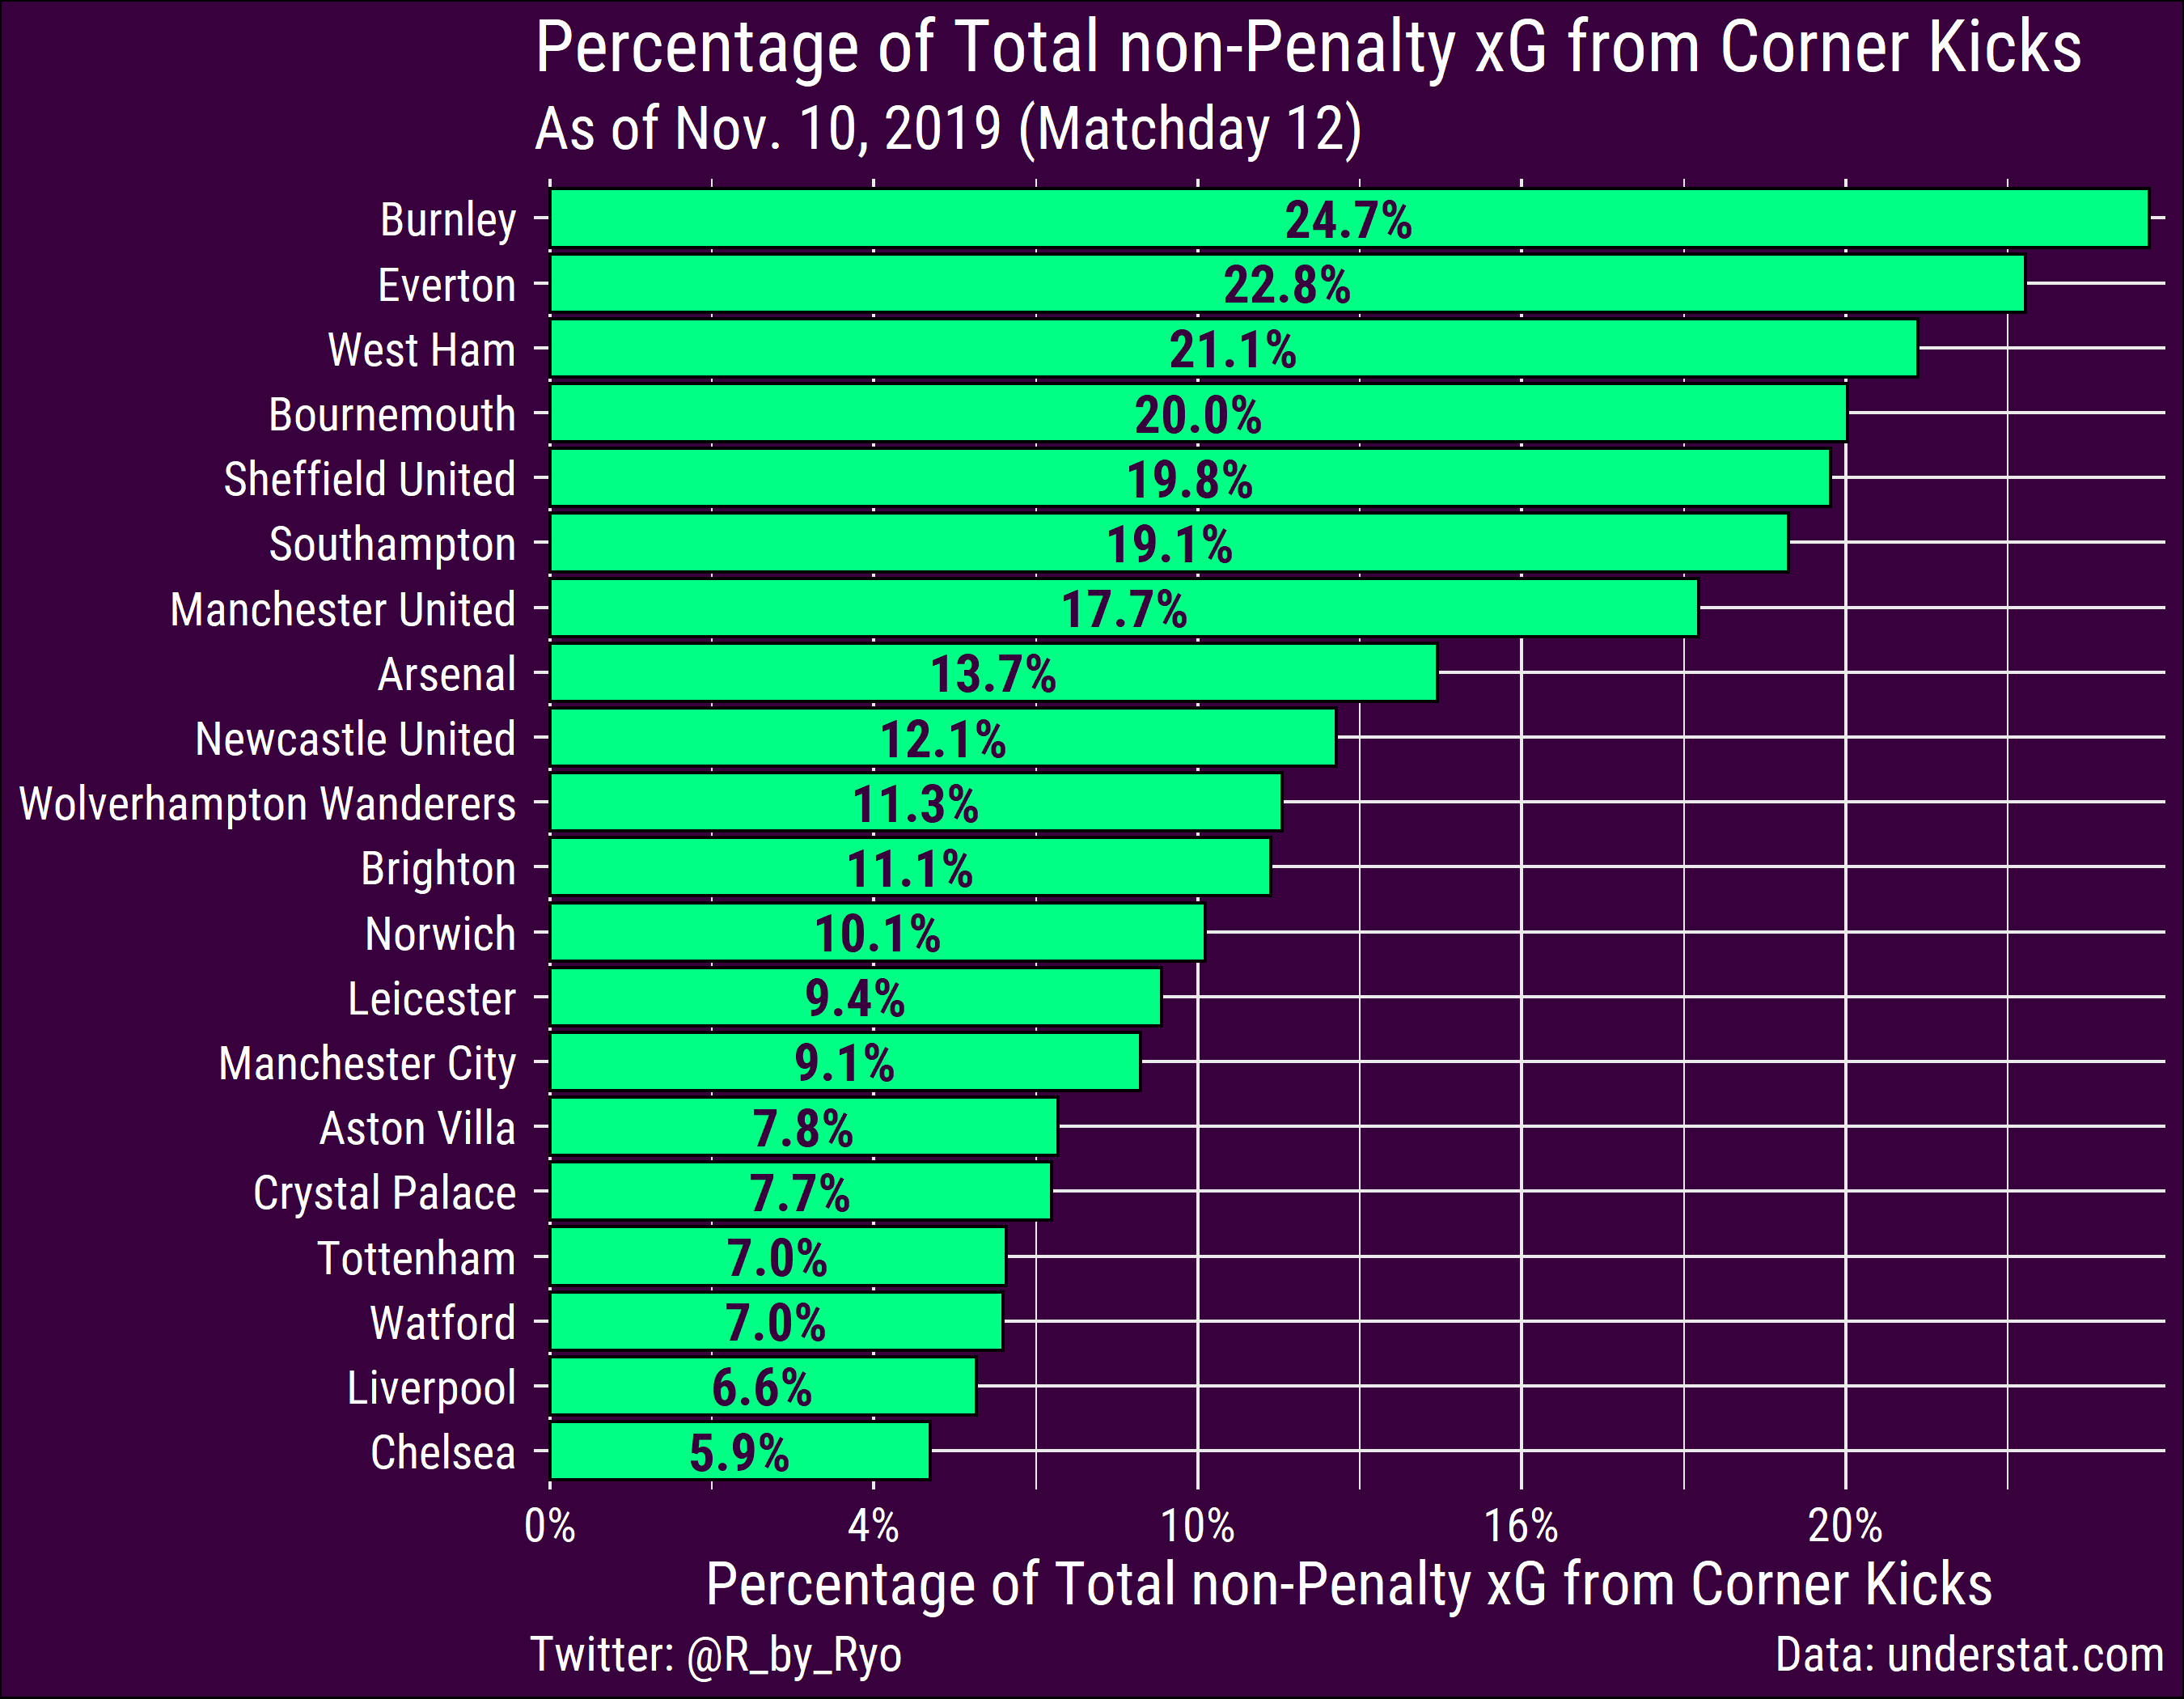 Percentage of Total non-Penalty xG from Corner Kicks
As of Nov. 10, 2019 (Matchday 12)
Burnley 24.7%
Everton 22.8%
West Ham 21.1%
Bournemouth 20.0%
Sheffield United 19.8%
Southampton 19.1%
Manchester United 17.7%
Arsenal 13.7%
Newcastle United 12.1%
Wolverhampton Wanderers 11.3%
Brighton 11.1%
Norwich 10.1%
Leicester 9.4%
Manchester City 9.1%
Aston Villa 7.8%
Crystal Palace 7.7%
Tottenham 7.0%
Watford 7.0%
Liverpool 6.6%
Chelsea 5.9%
0% 4% 10% 16% 20%
Percentage of Total non-Penalty xG from Corner Kicks
Twitter: @R_by_Ryo Data: understat.com